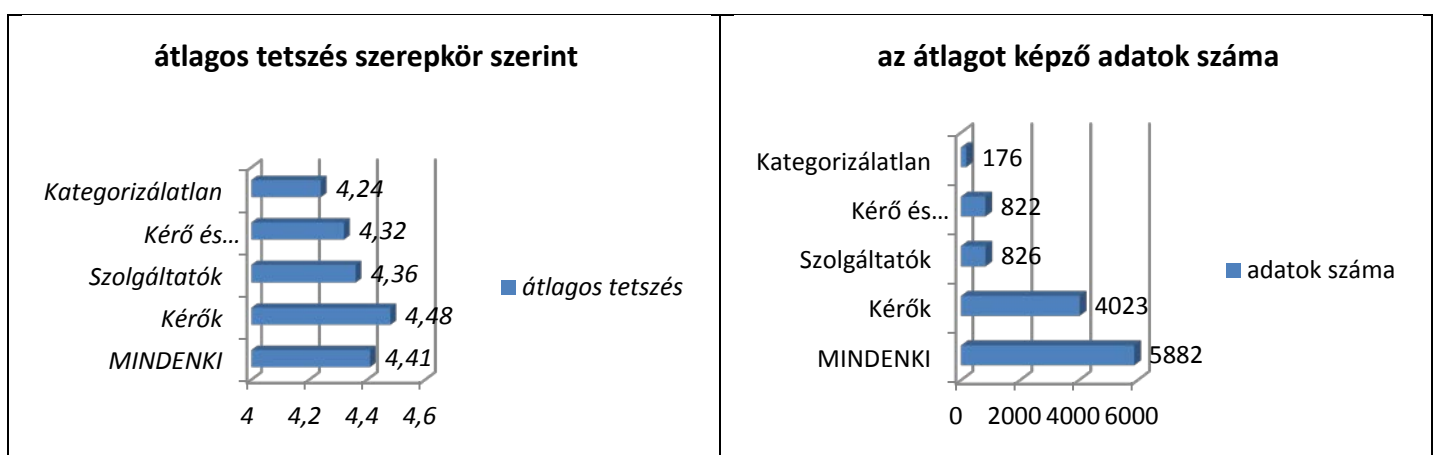 átlagos tetszés szerepkör szerint
Kategorizálatlan 4,24
Kérő és... 4,32
Szolgáltatók 4,36
Kérők 4,48
MINDENKI 4,41
4 4,2 4,4 4,6
átlagos tetszés
az átlagot képző adatok száma
Kategorizálatlan 176
Kérő és... 822
Szolgáltatók 826
Kérők 4023
MINDENKI 5882
0 2000 4000 6000
adatok száma